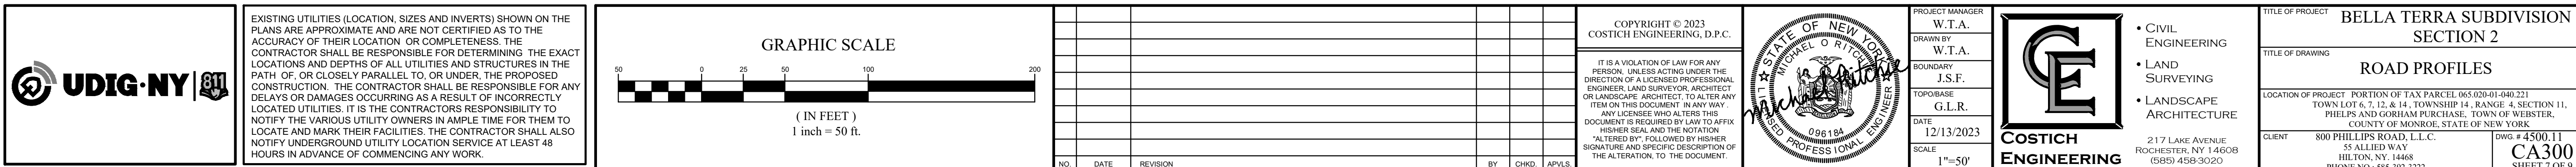 UDIG·NY 811
EXISTING UTILITIES (LOCATION, SIZES AND INVERTS) SHOWN ON THE
PLANS ARE APPROXIMATE AND ARE NOT CERTIFIED AS TO THE
ACCURACY OF THEIR LOCATION OR COMPLETENESS. THE
CONTRACTOR SHALL BE RESPONSIBLE FOR DETERMINING THE EXACT
LOCATIONS AND DEPTHS OF ALL UTILITIES AND STRUCTURES IN THE
PATH OF, OR CLOSELY PARALLEL TO, OR UNDER, THE PROPOSED
CONSTRUCTION. THE CONTRACTOR SHALL BE RESPONSIBLE FOR ANY
DELAYS OR DAMAGES OCCURRING AS A RESULT OF INCORRECTLY
LOCATED UTILITIES. IT IS THE CONTRACTORS RESPONSIBILITY TO
NOTIFY THE VARIOUS UTILITY OWNERS IN AMPLE TIME FOR THEM TO
LOCATE AND MARK THEIR FACILITIES. THE CONTRACTOR SHALL ALSO
NOTIFY UNDERGROUND UTILITY LOCATION SERVICE AT LEAST 48
HOURS IN ADVANCE OF COMMENCING ANY WORK.
GRAPHIC SCALE
50 0 25 50 100 200
( IN FEET )
1 inch = 50 ft.
NO. DATE REVISION BY CHKD. APVLS.
COPYRIGHT © 2023
COSTICH ENGINEERING, D.P.C.
IT IS A VIOLATION OF LAW FOR ANY
PERSON, UNLESS ACTING UNDER THE
DIRECTION OF A LICENSED PROFESSIONAL
ENGINEER, LAND SURVEYOR, ARCHITECT
OR LANDSCAPE ARCHITECT, TO ALTER ANY
ITEM ON THIS DOCUMENT IN ANY WAY .
ANY LICENSEE WHO ALTERS THIS
DOCUMENT IS REQUIRED BY LAW TO AFFIX
HIS/HER SEAL AND THE NOTATION
"ALTERED BY", FOLLOWED BY HIS/HER
SIGNATURE AND SPECIFIC DESCRIPTION OF
THE ALTERATION, TO THE DOCUMENT.
STATE OF NEW YORK
MICHAEL O RITCHIE
Michael Ritchie
096184
LICENSED PROFESSIONAL ENGINEER
PROJECT MANAGER
W.T.A.
DRAWN BY
W.T.A.
BOUNDARY
J.S.F.
TOPO/BASE
G.L.R.
DATE
12/13/2023
SCALE
1"=50'
CE
COSTICH
ENGINEERING
• CIVIL
ENGINEERING
• LAND
SURVEYING
• LANDSCAPE
ARCHITECTURE
217 LAKE AVENUE
ROCHESTER, NY 14608
(585) 458-3020
TITLE OF PROJECT BELLA TERRA SUBDIVISION
SECTION 2
TITLE OF DRAWING
ROAD PROFILES
LOCATION OF PROJECT PORTION OF TAX PARCEL 065.020-01-040.221
TOWN LOT 6, 7, 12, & 14 , TOWNSHIP 14 , RANGE 4, SECTION 11,
PHELPS AND GORHAM PURCHASE, TOWN OF WEBSTER,
COUNTY OF MONROE, STATE OF NEW YORK
CLIENT 800 PHILLIPS ROAD, L.L.C.
55 ALLIED WAY
HILTON, NY. 14468
DWG. # 4500.11
CA300
SHEET 7 OF 9